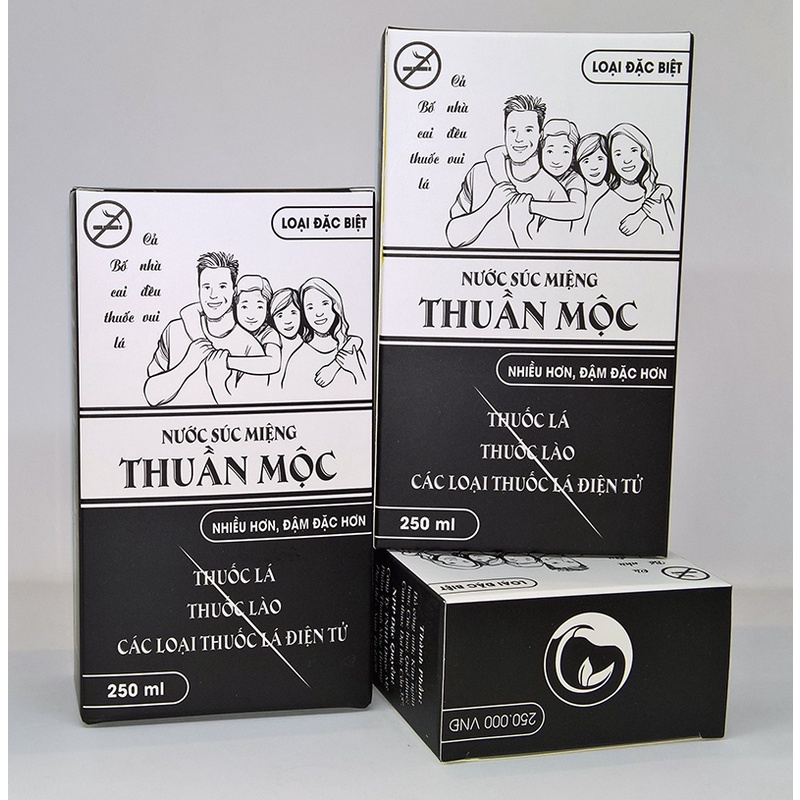 LOẠI ĐẶC BIỆT
Cả
Bố nhà
cai đều
thuốc vui
lá
NƯỚC SÚC MIỆNG
THUẦN MỘC
NHIỀU HƠN, ĐẬM ĐẶC HƠN
THUỐC LÁ
THUỐC LÀO
CÁC LOẠI THUỐC LÁ ĐIỆN TỬ
250 ml
LOẠI ĐẶC BIỆT
Cả
Bố nhà
cai đều
thuốc vui
lá
NƯỚC SÚC MIỆNG
THUẦN MỘC
NHIỀU HƠN, ĐẬM ĐẶC HƠN
THUỐC LÁ
THUỐC LÀO
CÁC LOẠI THUỐC LÁ ĐIỆN TỬ
250 ml
LOẠI ĐẶC BIỆT
Thành Phần:
250.000 VNĐ